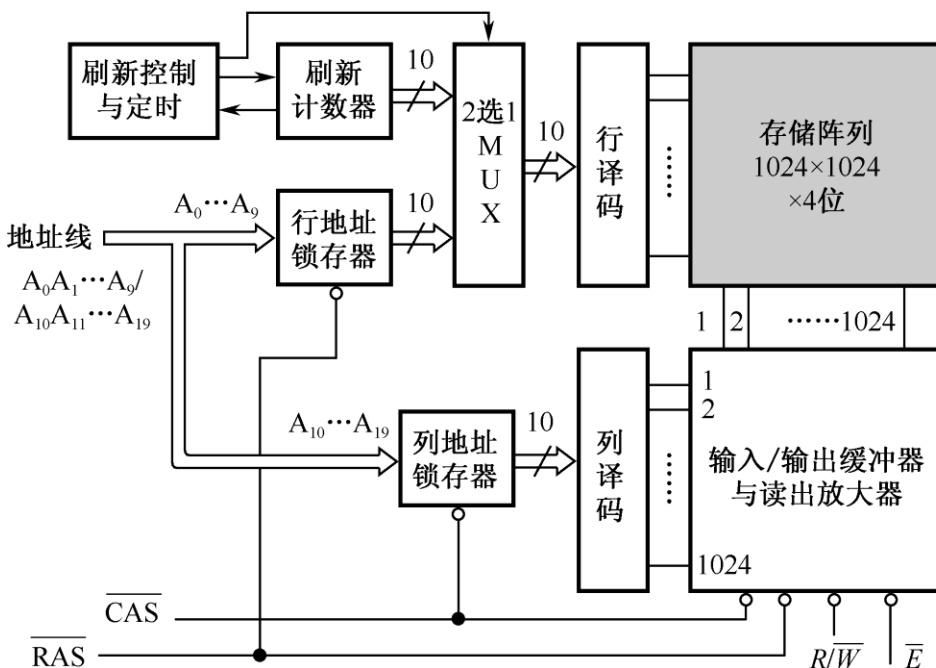 刷新控制
与定时
刷新
计数器
10
2选1
M
U
X
10
行
译
码
存储阵列
1024×1024
×4位
地址线
A₀A₁···A₉/
A₁₀A₁₁···A₁₉
A₀···A₉
行地址
锁存器
10
1 2 ······1024
A₁₀···A₁₉
列地址
锁存器
10
列
译
码
1
2
1024
输入/输出缓冲器
与读出放大器
C̅A̅S̅
R̅A̅S̅
R/W̅
E̅